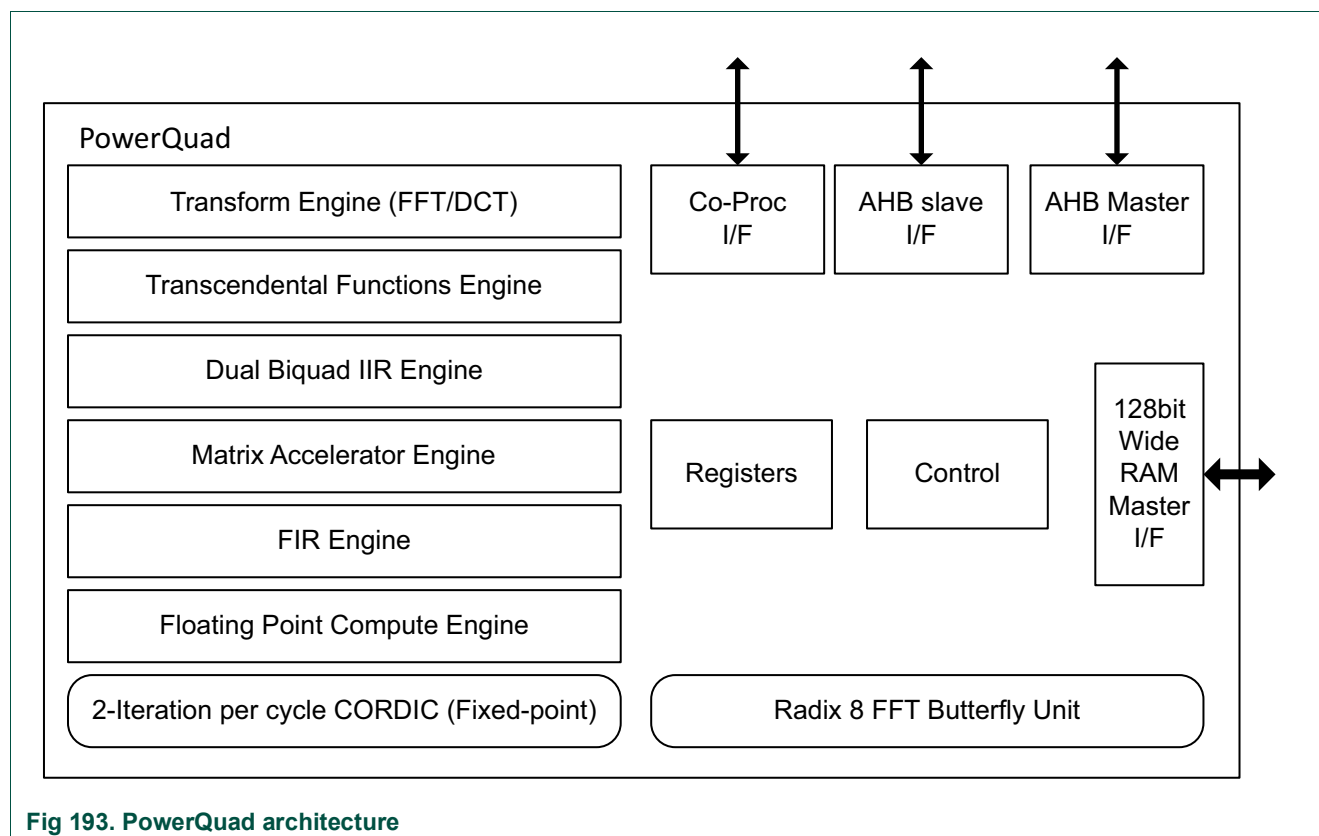 PowerQuad
Transform Engine (FFT/DCT)
Transcendental Functions Engine
Dual Biquad IIR Engine
Matrix Accelerator Engine
FIR Engine
Floating Point Compute Engine
2-Iteration per cycle CORDIC (Fixed-point)
Co-Proc
I/F
AHB slave
I/F
AHB Master
I/F
Registers
Control
128bit
Wide
RAM
Master
I/F
Radix 8 FFT Butterfly Unit
Fig 193. PowerQuad architecture